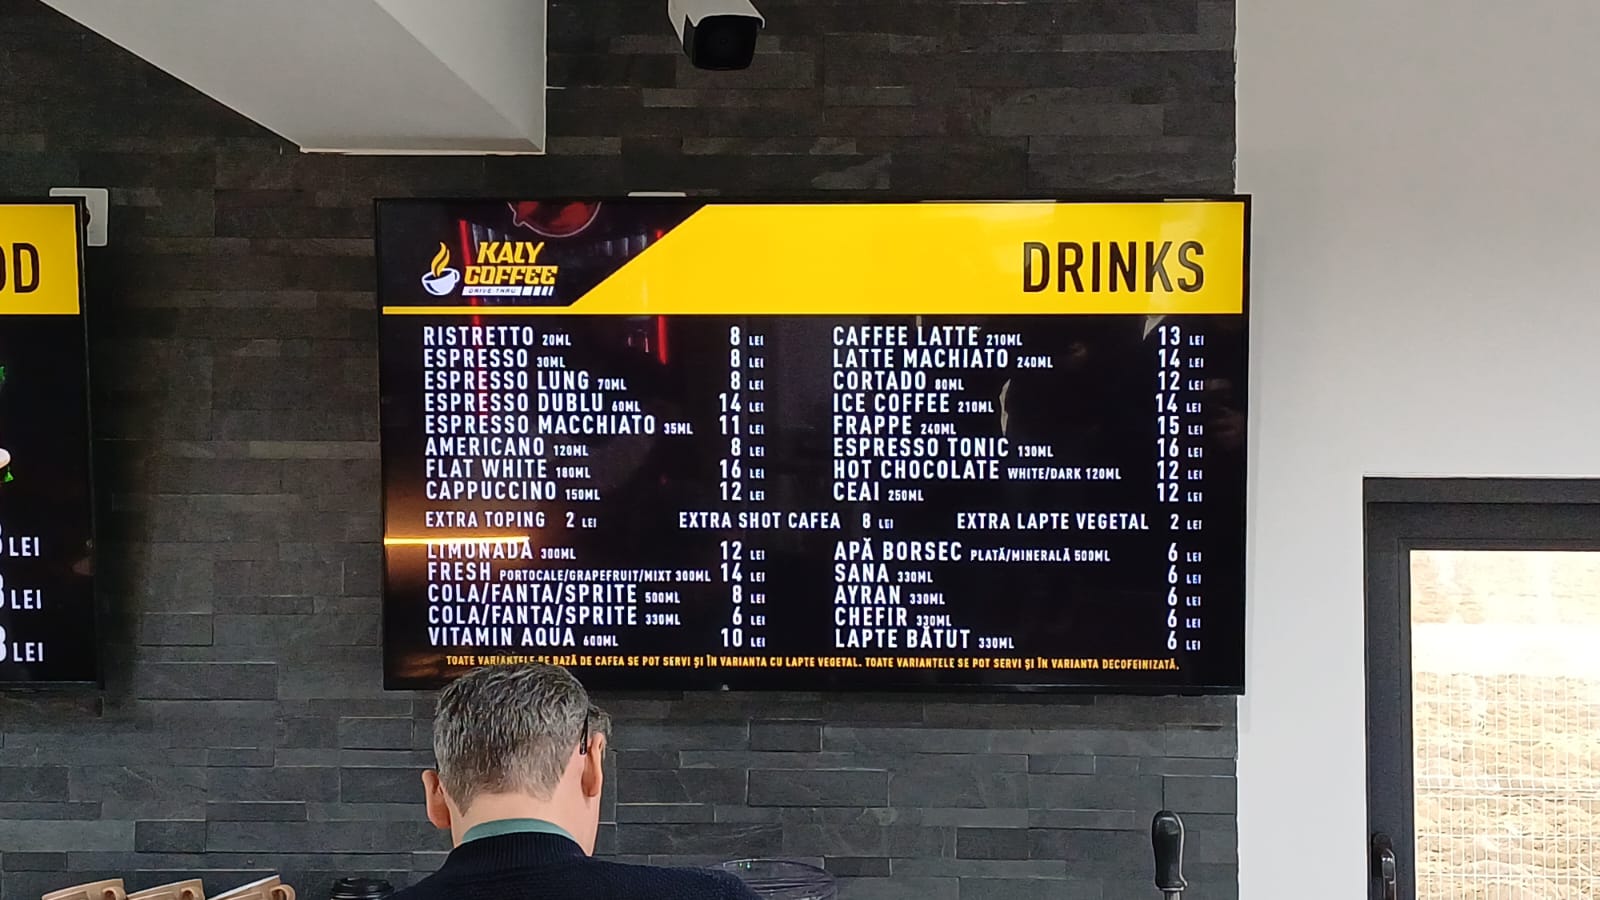 OD
LEI
LEI
LEI
KALY
COFFEE
DRIVE-THRU
DRINKS
RISTRETTO 20ML 8 LEI
ESPRESSO 30ML 8 LEI
ESPRESSO LUNG 70ML 8 LEI
ESPRESSO DUBLU 60ML 14 LEI
ESPRESSO MACCHIATO 35ML 11 LEI
AMERICANO 120ML 8 LEI
FLAT WHITE 180ML 16 LEI
CAPPUCCINO 150ML 12 LEI
CAFFEE LATTE 210ML 13 LEI
LATTE MACHIATO 240ML 14 LEI
CORTADO 80ML 12 LEI
ICE COFFEE 210ML 14 LEI
FRAPPE 240ML 15 LEI
ESPRESSO TONIC 130ML 16 LEI
HOT CHOCOLATE WHITE/DARK 120ML 12 LEI
CEAI 250ML 12 LEI
EXTRA TOPING 2 LEI EXTRA SHOT CAFEA 8 LEI EXTRA LAPTE VEGETAL 2 LEI
LIMONADĂ 300ML 12 LEI
FRESH PORTOCALE/GRAPEFRUIT/MIXT 300ML 14 LEI
COLA/FANTA/SPRITE 500ML 8 LEI
COLA/FANTA/SPRITE 330ML 6 LEI
VITAMIN AQUA 600ML 10 LEI
APĂ BORSEC PLATĂ/MINERALĂ 500ML 6 LEI
SANA 330ML 6 LEI
AYRAN 330ML 6 LEI
CHEFIR 330ML 6 LEI
LAPTE BĂTUT 330ML 6 LEI
TOATE VARIANTELE PE BAZĂ DE CAFEA SE POT SERVI ȘI ÎN VARIANTA CU LAPTE VEGETAL. TOATE VARIANTELE SE POT SERVI ȘI ÎN VARIANTA DECOFEINIZATĂ.